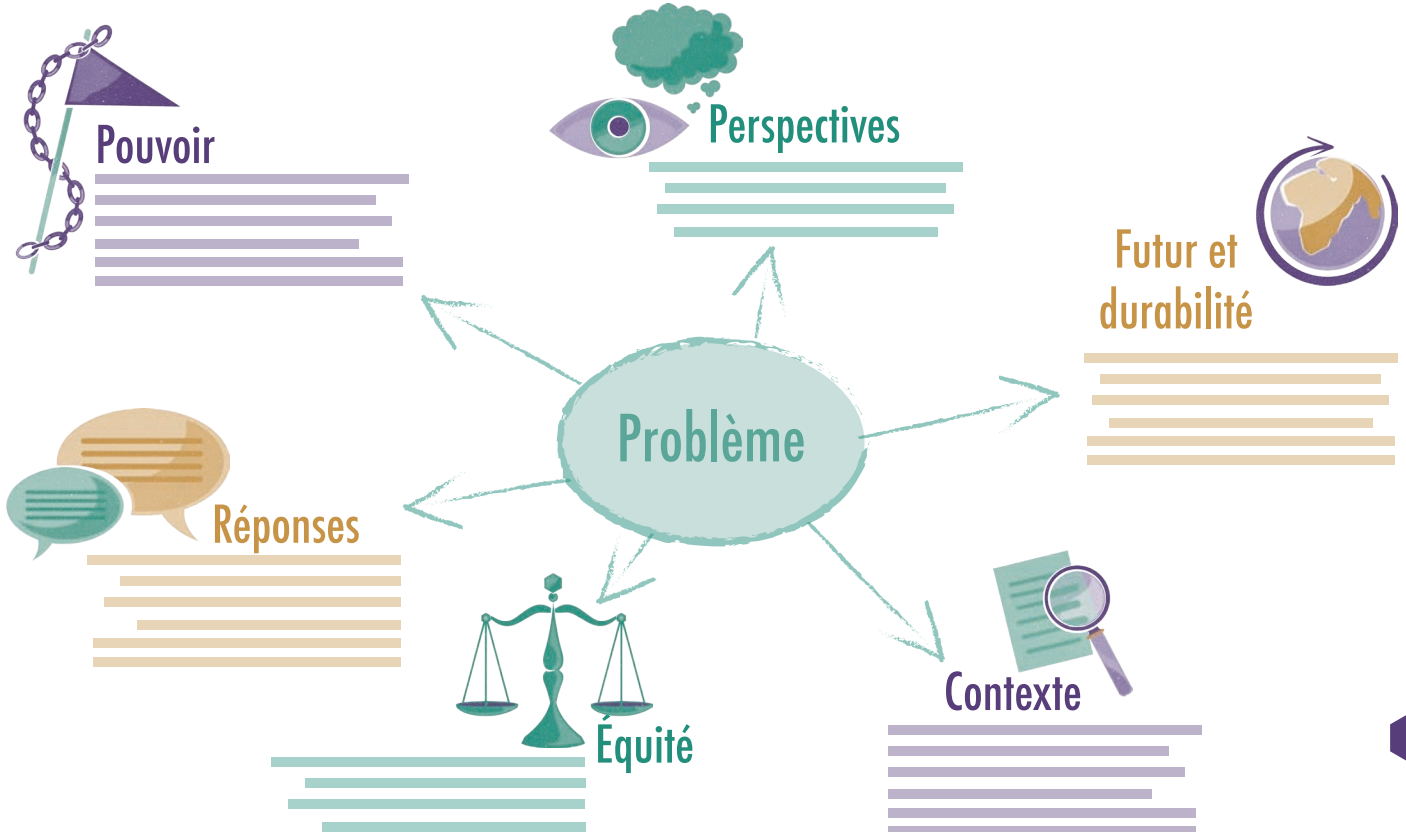 Pouvoir
Perspectives
Futur et
durabilité
Problème
Réponses
Équité
Contexte